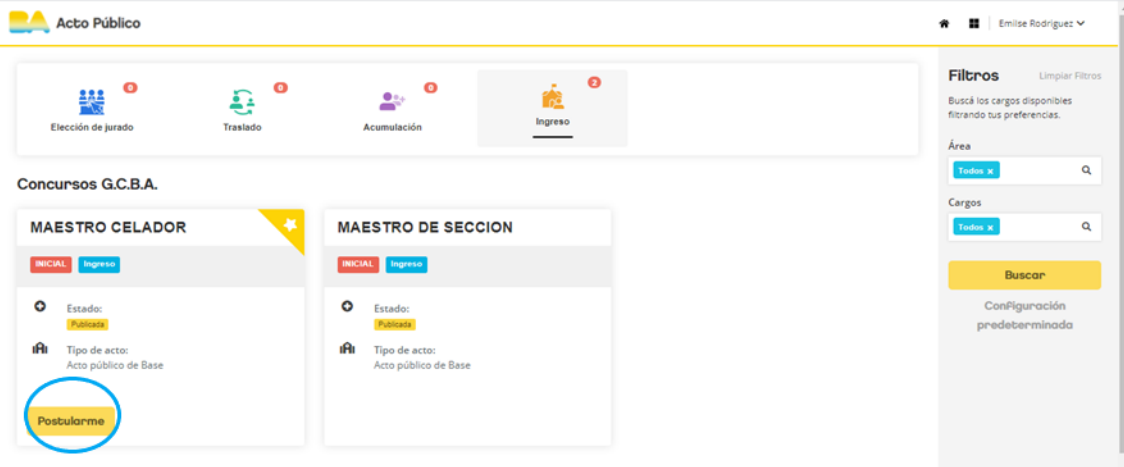 BA Acto Público
Emilse Rodriguez
0
Elección de jurado
0
Traslado
0
Acumulación
2
Ingreso
Concursos G.C.B.A.
MAESTRO CELADOR
INICIAL Ingreso
Estado:
Publicada
Tipo de acto:
Acto público de Base
Postularme
MAESTRO DE SECCION
INICIAL Ingreso
Estado:
Publicada
Tipo de acto:
Acto público de Base
Filtros Limpiar Filtros
Buscá los cargos disponibles
filtrando tus preferencias.
Área
Todos x
Cargos
Todos x
Buscar
Configuración
predeterminada